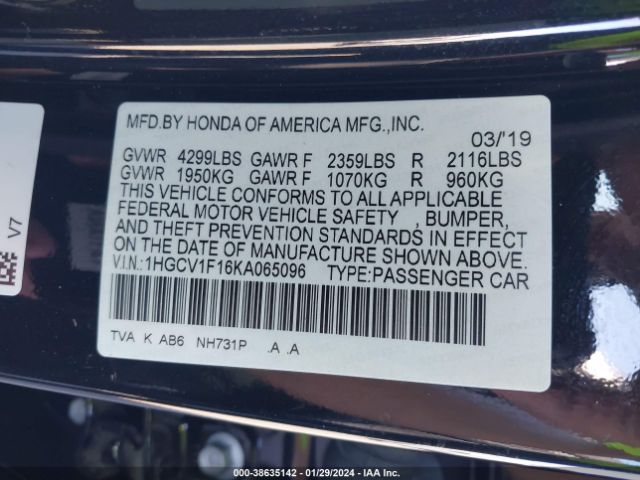 MFD.BY HONDA OF AMERICA MFG.,INC.
03/'19
GVWR 4299LBS GAWR F 2359LBS R 2116LBS
GVWR 1950KG GAWR F 1070KG R 960KG
THIS VEHICLE CONFORMS TO ALL APPLICABLE
FEDERAL MOTOR VEHICLE SAFETY , BUMPER,
AND THEFT PREVENTION STANDARDS IN EFFECT
ON THE DATE OF MANUFACTURE SHOWN ABOVE.
V.I.N.:1HGCV1F16KA065096 TYPE:PASSENGER CAR
TVA K AB6 NH731P .A .A
V7
000-38635142 - 01/29/2024 - IAA Inc.